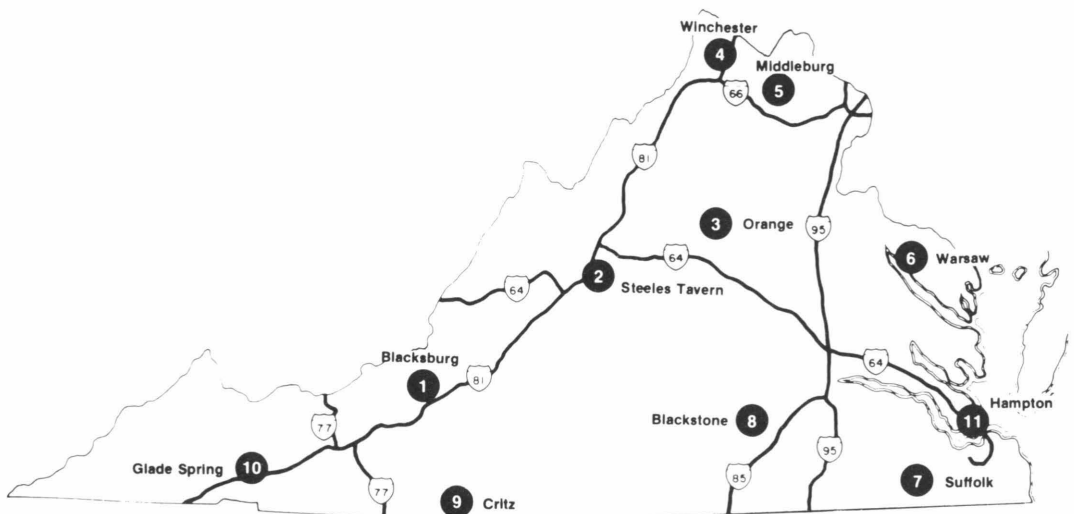 Winchester
4
Middleburg
5
66
81
3 Orange
95
6 Warsaw
64
2 Steeles Tavern
64
Blacksburg
1
81
64
Hampton
11
Blackstone 8
77
95
Glade Spring 10
85
7 Suffolk
77
9 Critz